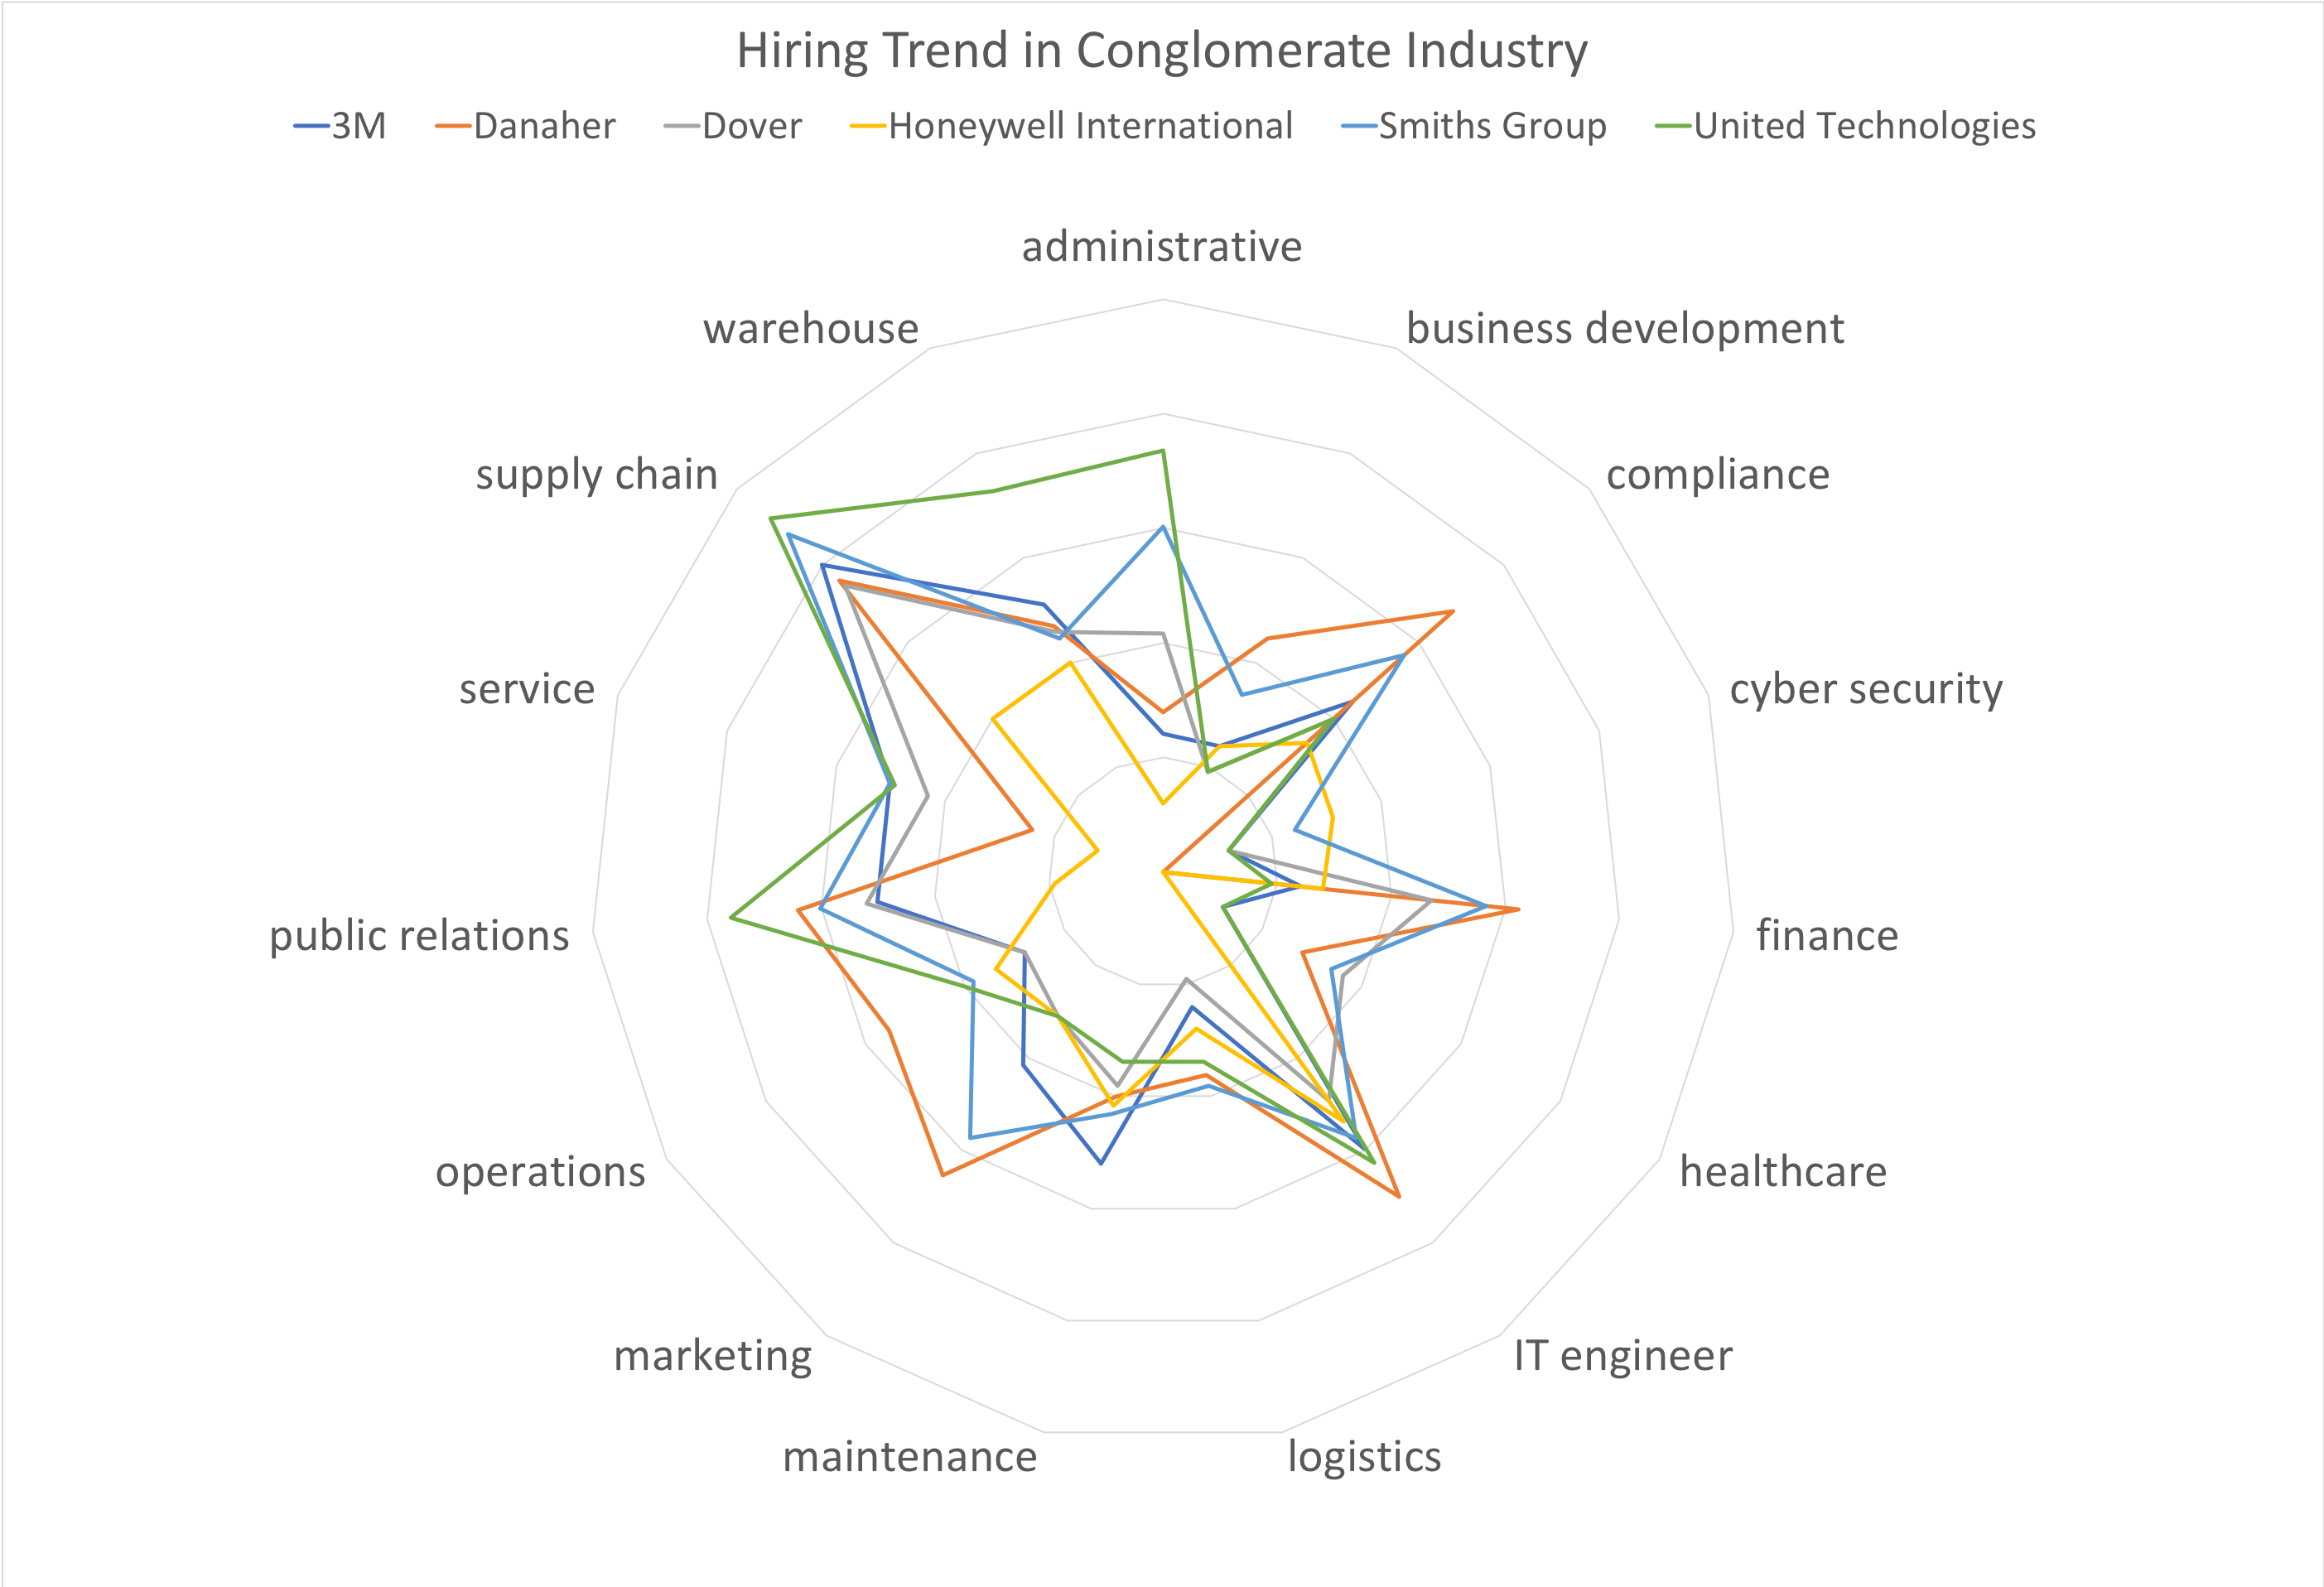 Hiring Trend in Conglomerate Industry
3M Danaher Dover Honeywell International Smiths Group United Technologies
administrative
business development
compliance
cyber security
finance
healthcare
IT engineer
logistics
maintenance
marketing
operations
public relations
service
supply chain
warehouse